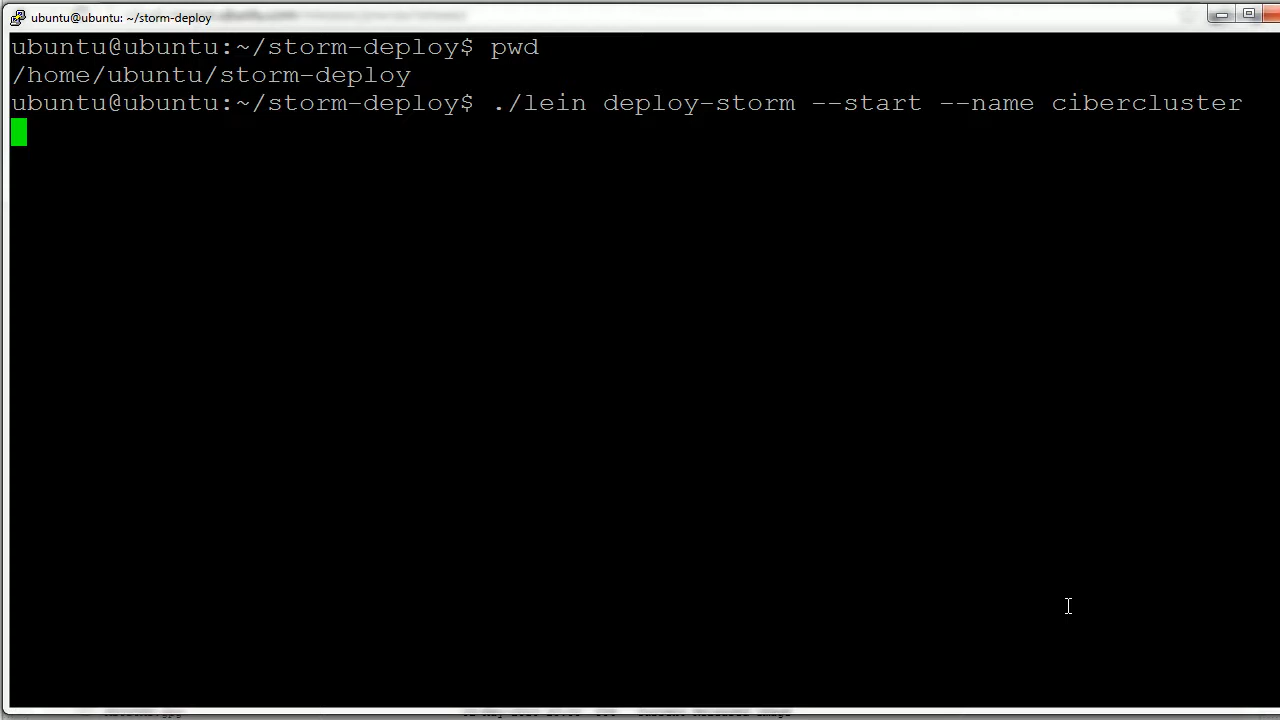 ubuntu@ubuntu: ~/storm-deploy
ubuntu@ubuntu:~/storm-deploy$ pwd
/home/ubuntu/storm-deploy
ubuntu@ubuntu:~/storm-deploy$ ./lein deploy-storm --start --name cibercluster